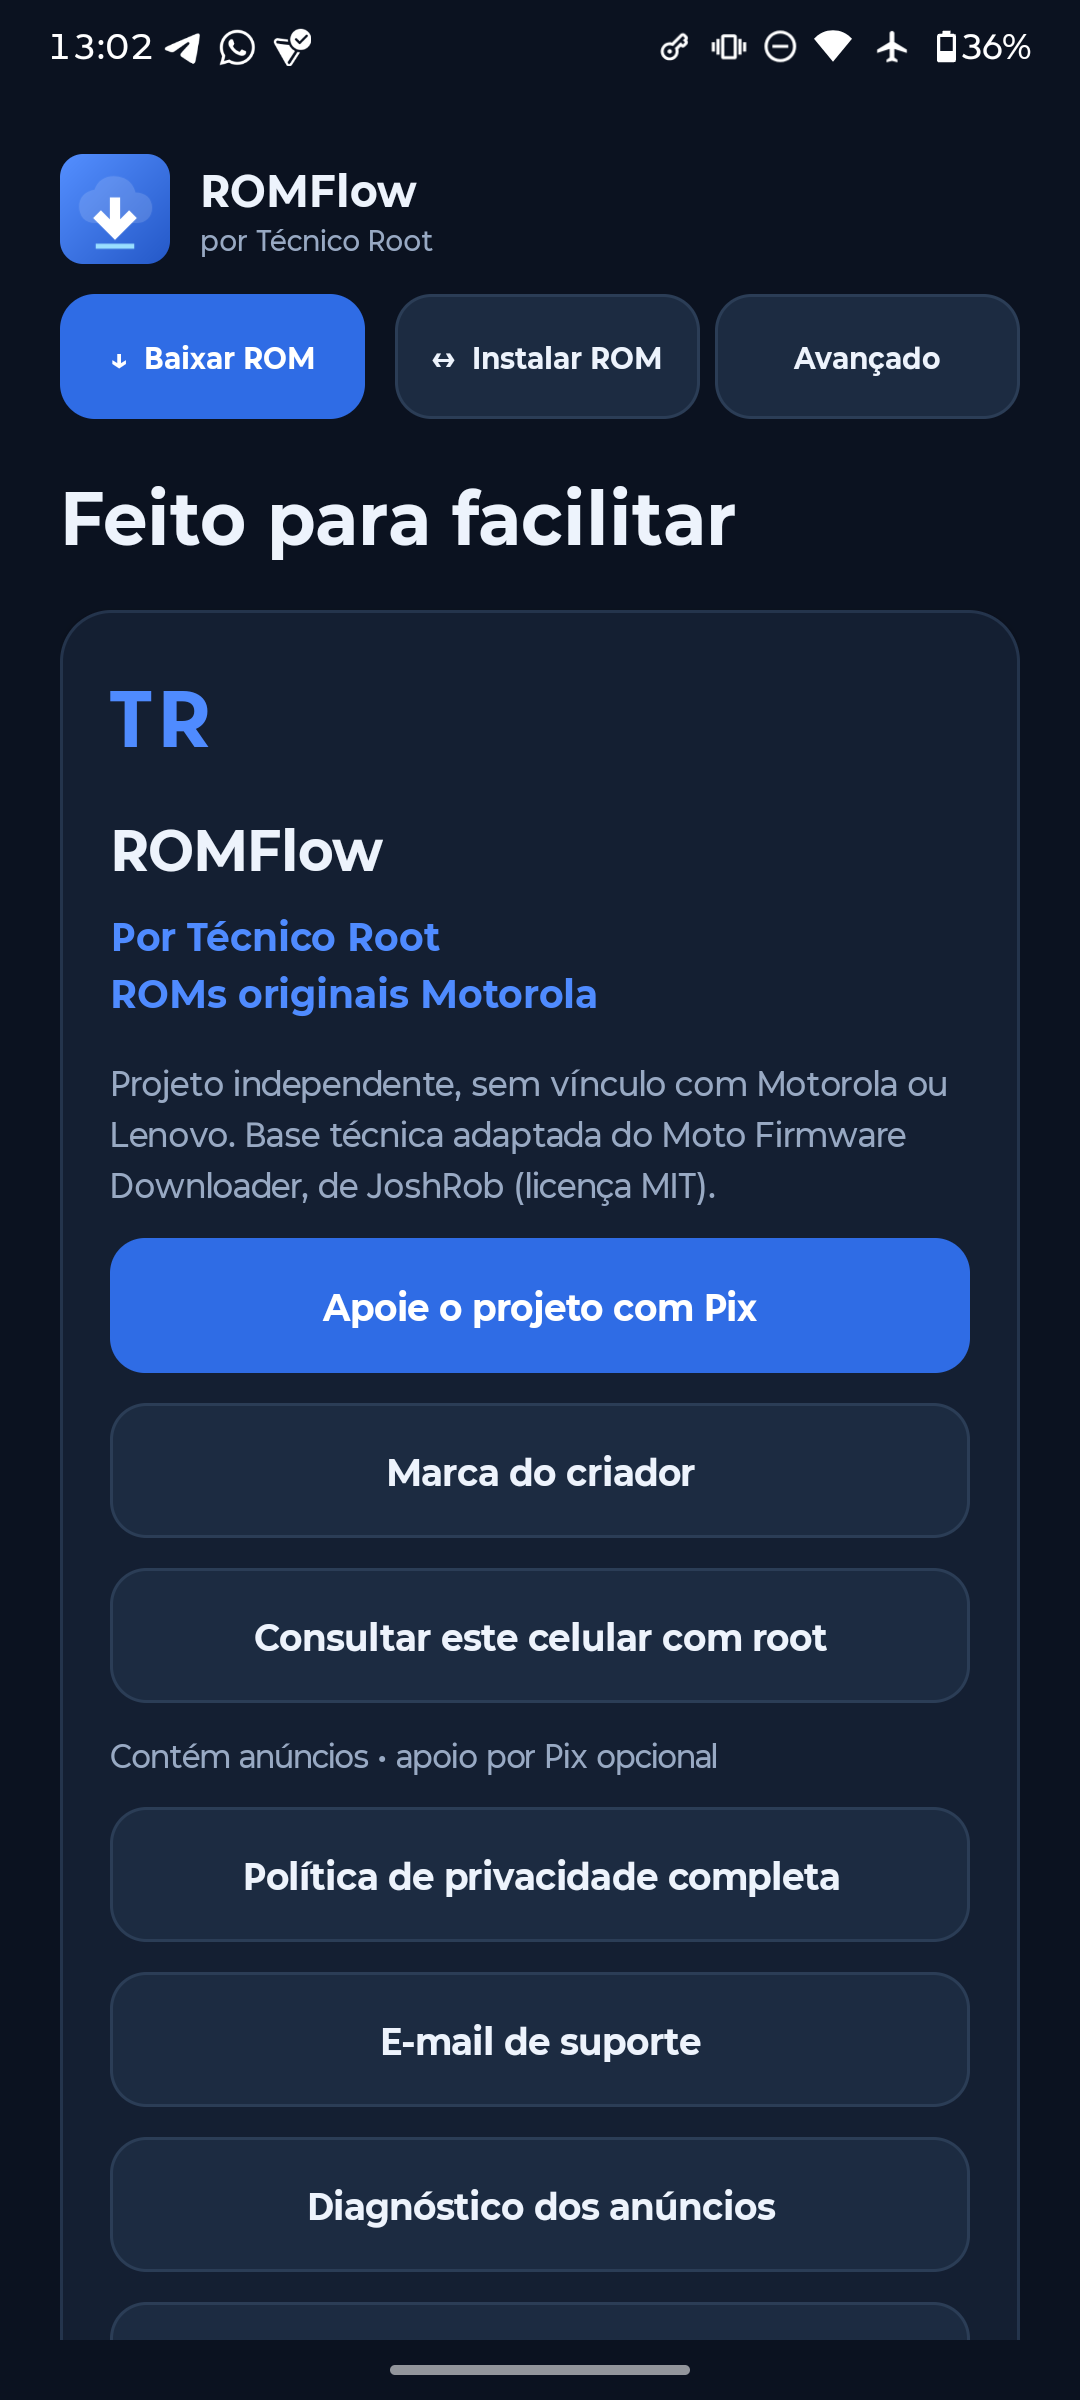 13:02
36%
ROMFlow
por Técnico Root
↓ Baixar ROM
↔ Instalar ROM
Avançado
Feito para facilitar
TR
ROMFlow
Por Técnico Root
ROMs originais Motorola
Projeto independente, sem vínculo com Motorola ou
Lenovo. Base técnica adaptada do Moto Firmware
Downloader, de JoshRob (licença MIT).
Apoie o projeto com Pix
Marca do criador
Consultar este celular com root
Contém anúncios • apoio por Pix opcional
Política de privacidade completa
E-mail de suporte
Diagnóstico dos anúncios